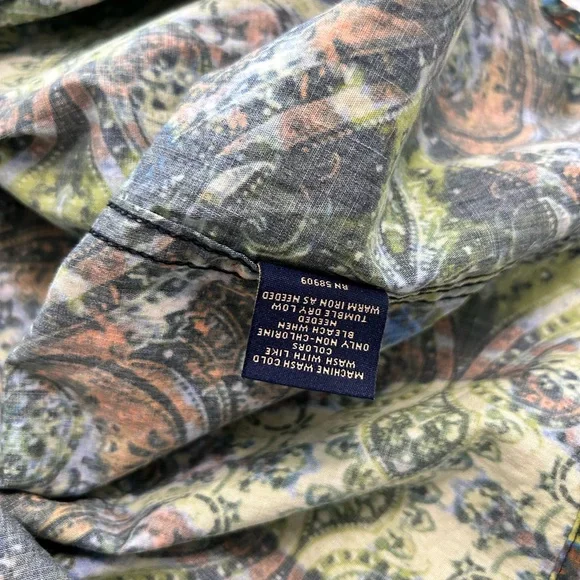 MACHINE WASH COLD
WASH WITH LIKE
COLORS
ONLY NON-CHLORINE
BLEACH WHEN
NEEDED
TUMBLE DRY LOW
WARM IRON AS NEEDED
RN 58909